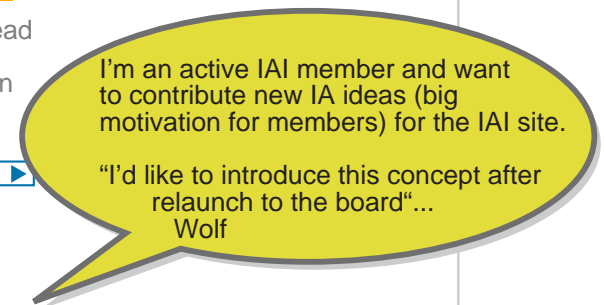 ead
n
I'm an active IAI member and want
to contribute new IA ideas (big
motivation for members) for the IAI site.
“I'd like to introduce this concept after
relaunch to the board“...
Wolf